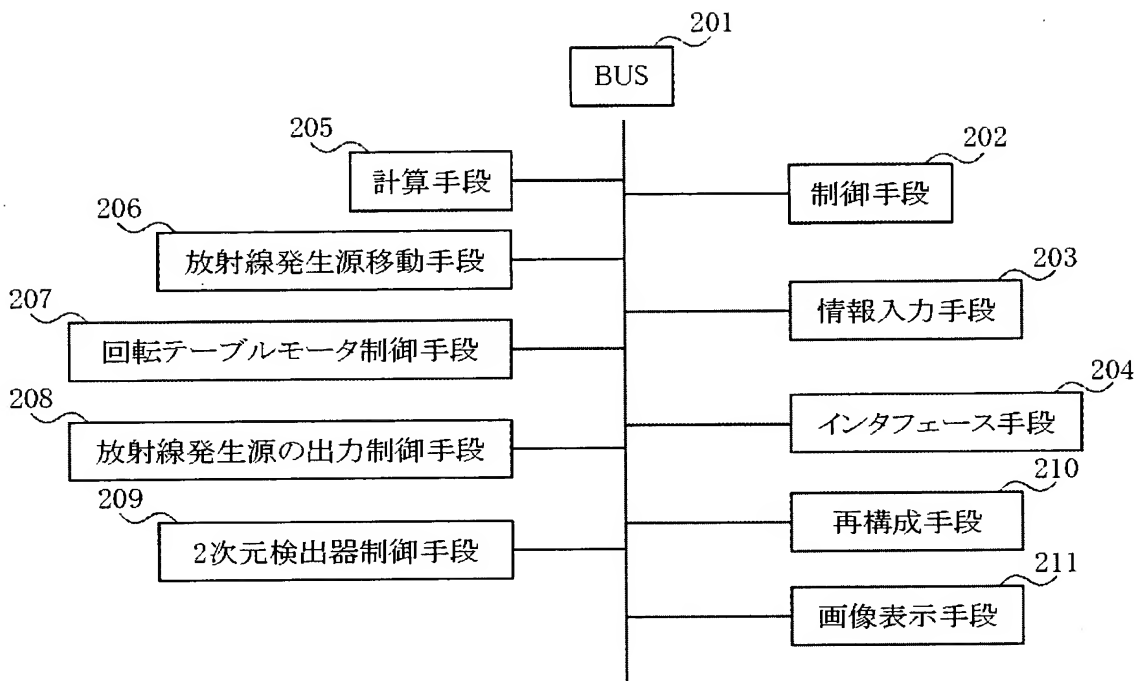 201
BUS
205
計算手段
202
制御手段
206
放射線発生源移動手段
203
情報入力手段
207
回転テーブルモータ制御手段
204
インタフェース手段
208
放射線発生源の出力制御手段
210
再構成手段
209
2次元検出器制御手段
211
画像表示手段